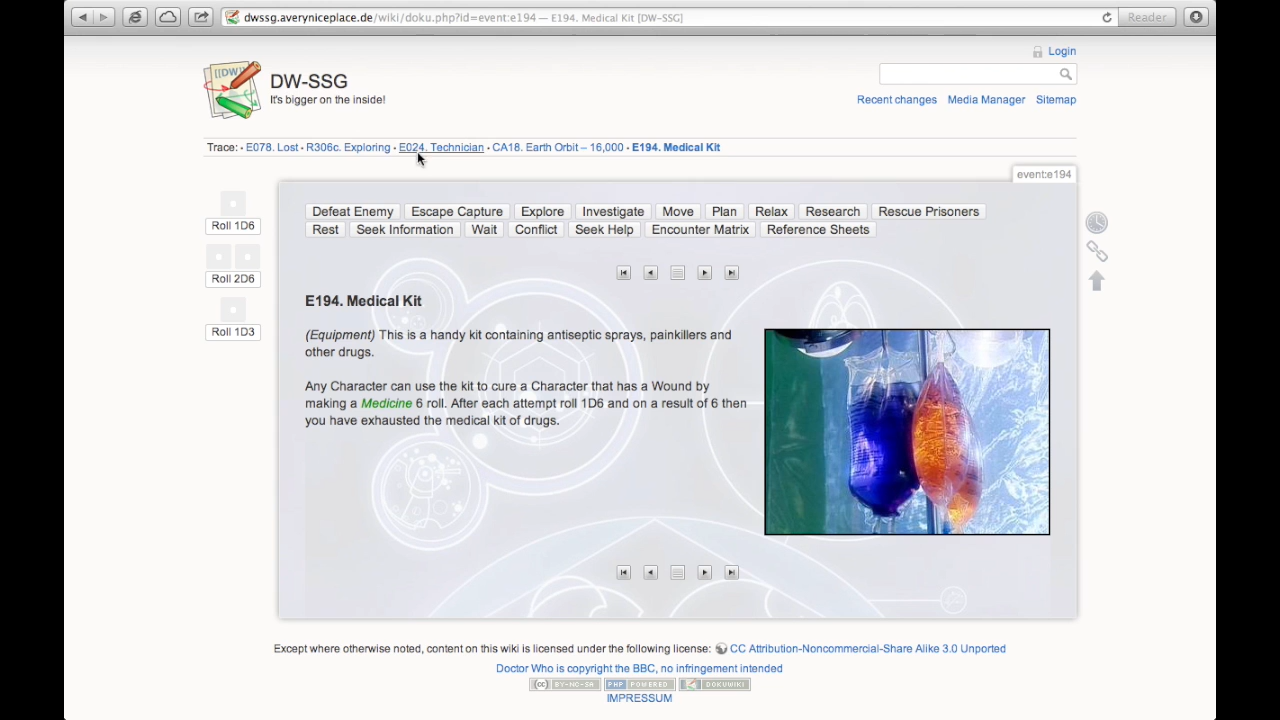 dwssg.averyniceplace.de/wiki/doku.php?id=event:e194 — E194. Medical Kit [DW-SSG]
Reader
Login
DW-SSG
It's bigger on the inside!
Recent changes Media Manager Sitemap
Trace: • E078. Lost • R306c. Exploring • E024. Technician • CA18. Earth Orbit – 16,000 • E194. Medical Kit
event:e194
Roll 1D6
Roll 2D6
Roll 1D3
Defeat Enemy Escape Capture Explore Investigate Move Plan Relax Research Rescue Prisoners
Rest Seek Information Wait Conflict Seek Help Encounter Matrix Reference Sheets
E194. Medical Kit
(Equipment) This is a handy kit containing antiseptic sprays, painkillers and
other drugs.
Any Character can use the kit to cure a Character that has a Wound by
making a Medicine 6 roll. After each attempt roll 1D6 and on a result of 6 then
you have exhausted the medical kit of drugs.
Except where otherwise noted, content on this wiki is licensed under the following license: CC Attribution-Noncommercial-Share Alike 3.0 Unported
Doctor Who is copyright the BBC, no infringement intended
(cc) BY-NC-SA PHP POWERED DOKUWIKI
IMPRESSUM